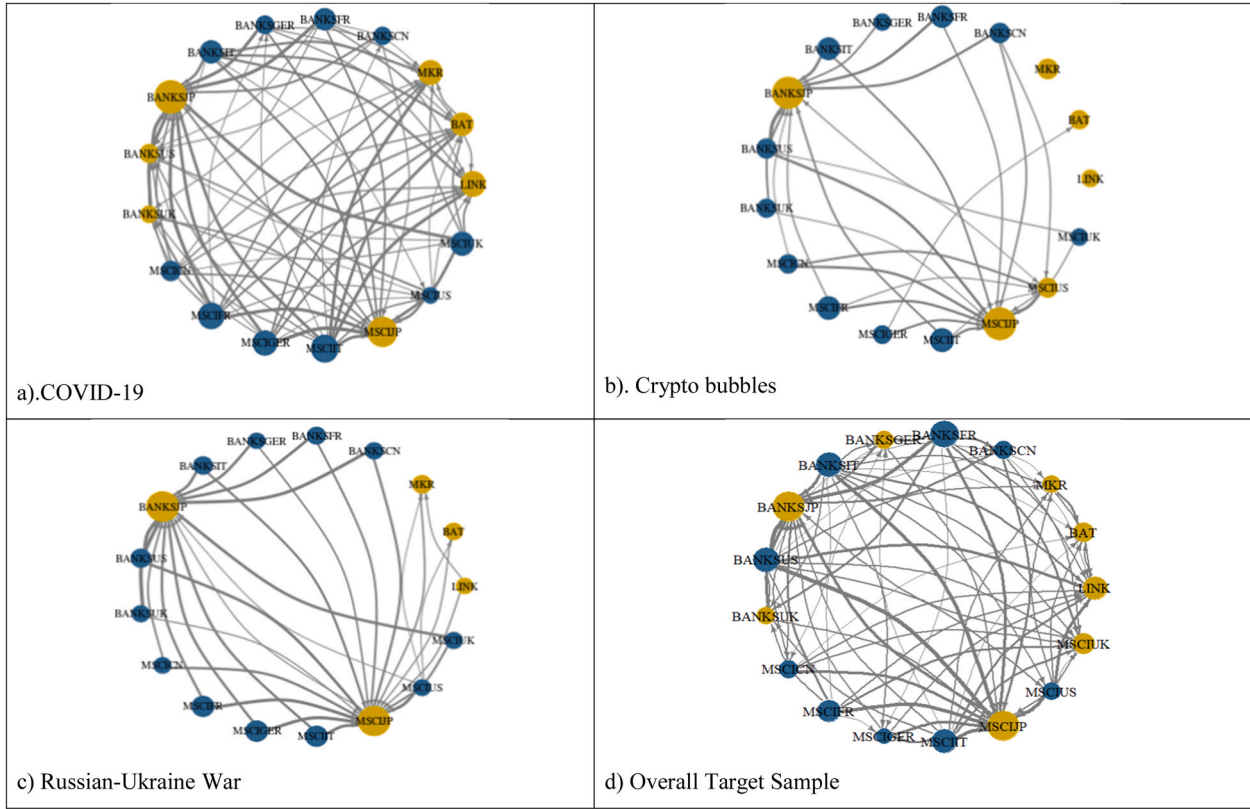 BANKSFR
BANKSGER
BANKSCN
BANKSIT
MKR
BANKSJP
BAT
BANKSUS
LINK
BANKSUK
MSCIUK
MSCICN
MSCIUS
MSCIFR
MSCIJP
MSCIGER
MSCIIT
a).COVID-19
BANKSFR
BANKSGER
BANKSCN
BANKSIT
MKR
BANKSJP
BAT
BANKSUS
LINK
BANKSUK
MSCIUK
MSCICN
MSCIUS
MSCIFR
MSCIJP
MSCIGER
MSCIIT
b). Crypto bubbles
BANKSFR
BANKSGER
BANKSCN
BANKSIT
MKR
BANKSJP
BAT
BANKSUS
LINK
BANKSUK
MSCIUK
MSCICN
MSCIUS
MSCIFR
MSCIJP
MSCIGER
MSCIIT
c) Russian-Ukraine War
BANKSFR
BANKSGER
BANKSCN
BANKSIT
MKR
BANKSJP
BAT
BANKSUS
LINK
BANKSUK
MSCIUK
MSCICN
MSCIUS
MSCIFR
MSCIJP
MSCIGER
MSCIIT
d) Overall Target Sample